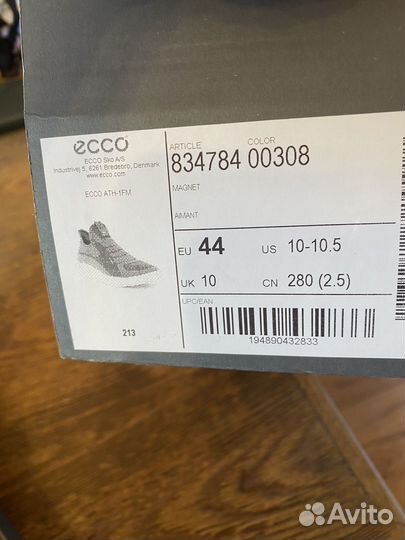 ecco
ECCO Sko A/S
Industrivej 5, 6261 Bredebro, Denmark
www.ecco.com
ECCO ATH-1FM
213
ARTICLE COLOR
834784 00308
MAGNET
AIMANT
EU 44 US 10-10.5
UK 10 CN 280 (2.5)
UPC/EAN
194890432833
Avito